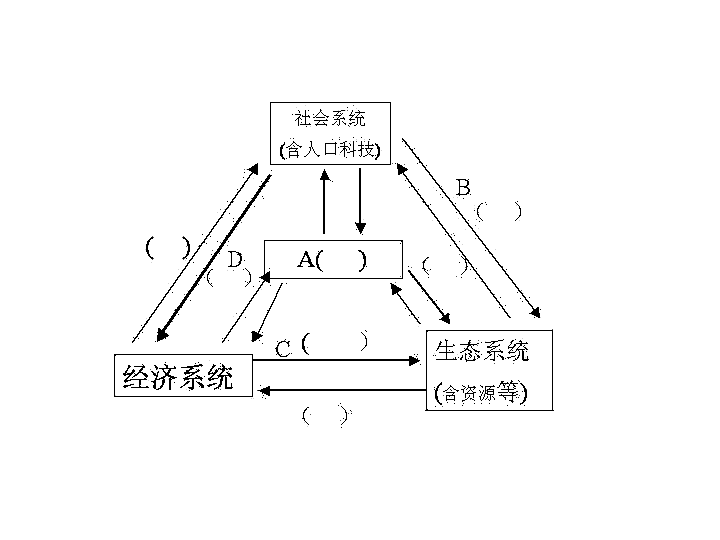 社会系统
(含人口科技)
B
(　)
(　)
D
(　)
A(　)
(　)
C (　)
生态系统
(含资源等)
经济系统
(　)